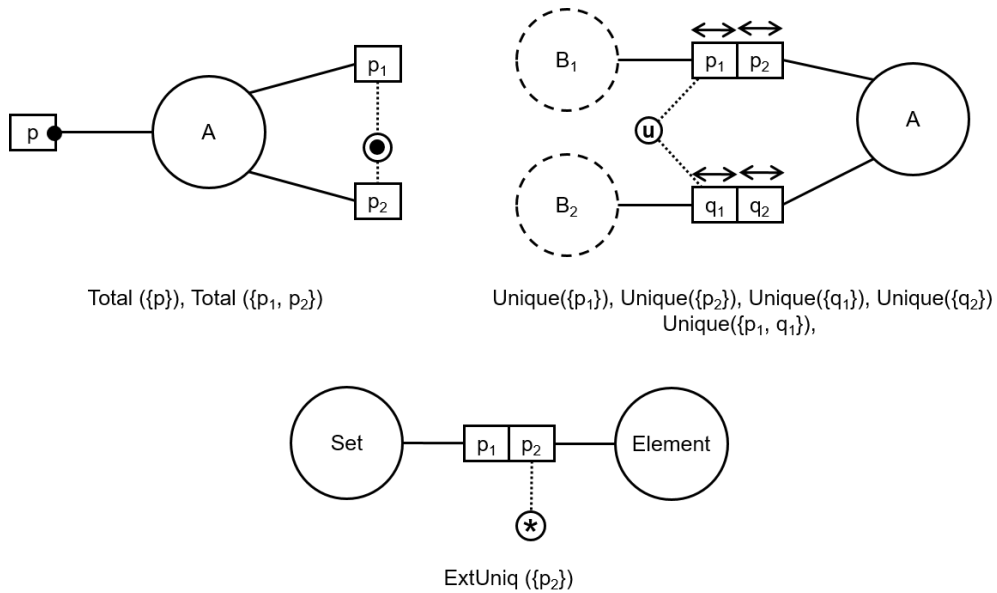 p
A
p₁
p₂
Total ({p}), Total ({p₁, p₂})
B₁
p₁ p₂
A
u
B₂
q₁ q₂
Unique({p₁}), Unique({p₂}), Unique({q₁}), Unique({q₂})
Unique({p₁, q₁}),
Set
p₁ p₂
Element
*
ExtUniq ({p₂})